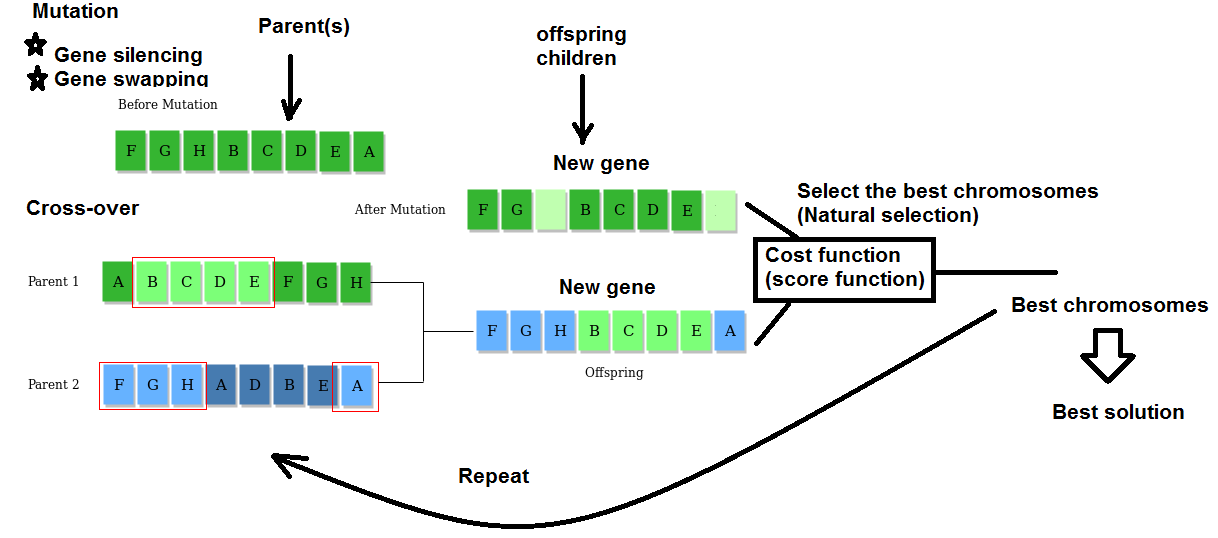 Mutation
Gene silencing
Gene swapping
Parent(s)
offspring
children
Before Mutation
F G H B C D E A
New gene
After Mutation
F G B C D E
Select the best chromosomes
(Natural selection)
Cross-over
Cost function
(score function)
Parent 1
A B C D E F G H
New gene
F G H B C D E A
Offspring
Parent 2
F G H A D B E A
Best chromosomes
Best solution
Repeat